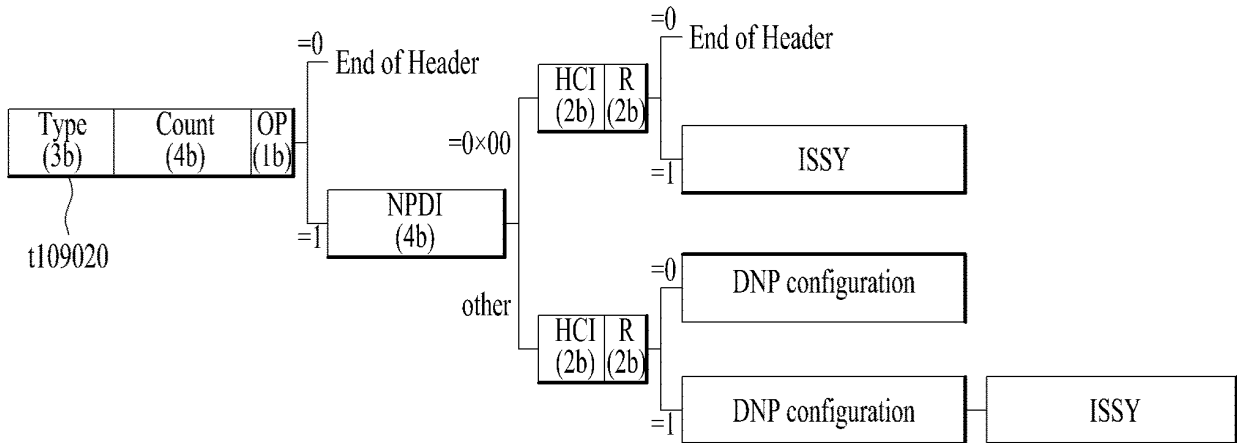 =0
End of Header
Type
(3b)
Count
(4b)
OP
(1b)
t109020
=1
NPDI
(4b)
=0×00
HCI
(2b)
R
(2b)
=0
End of Header
=1
ISSY
other
HCI
(2b)
R
(2b)
=0
DNP configuration
=1
DNP configuration
ISSY